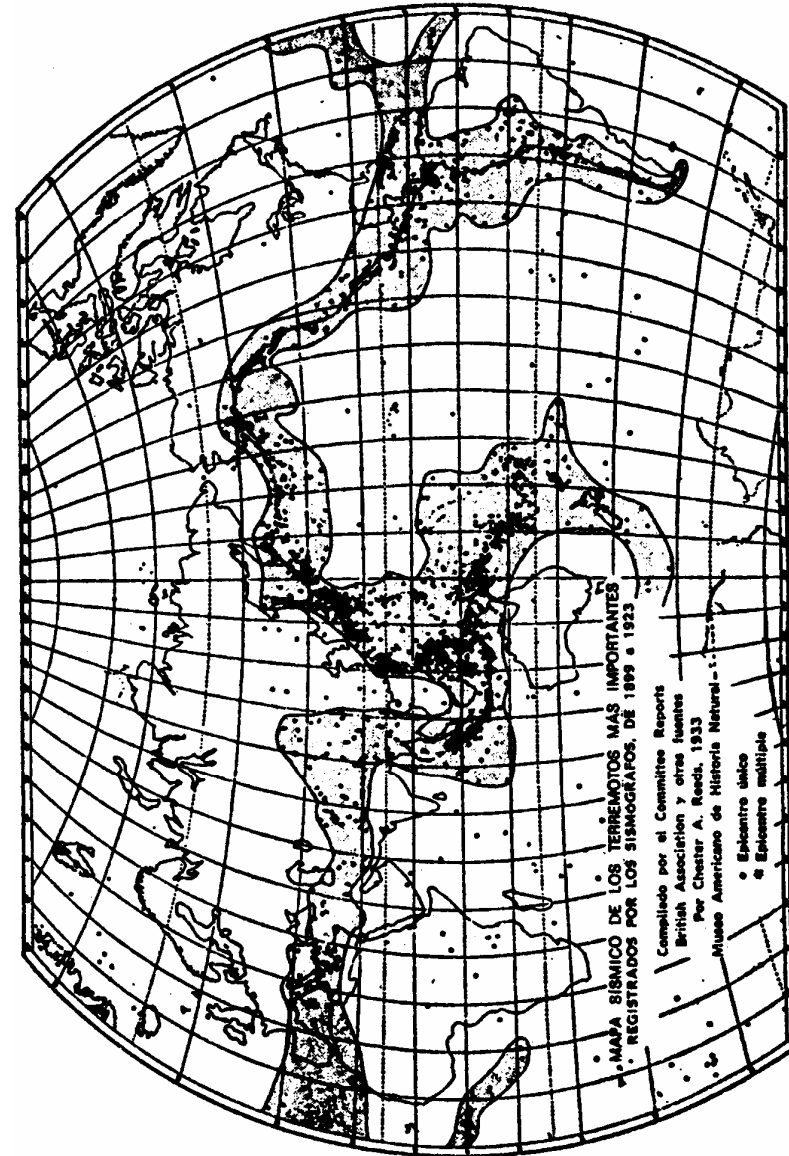 MAPA SÍSMICO DE LOS TERREMOTOS MÁS IMPORTANTES
REGISTRADOS POR LOS SISMÓGRAFOS, DE 1899 a 1923
Compilado por el Committee Reports
British Association y otras fuentes
Por Chester A. Reeds, 1933
Museo Americano de Historia Natural
Epicentro único
Epicentro múltiple